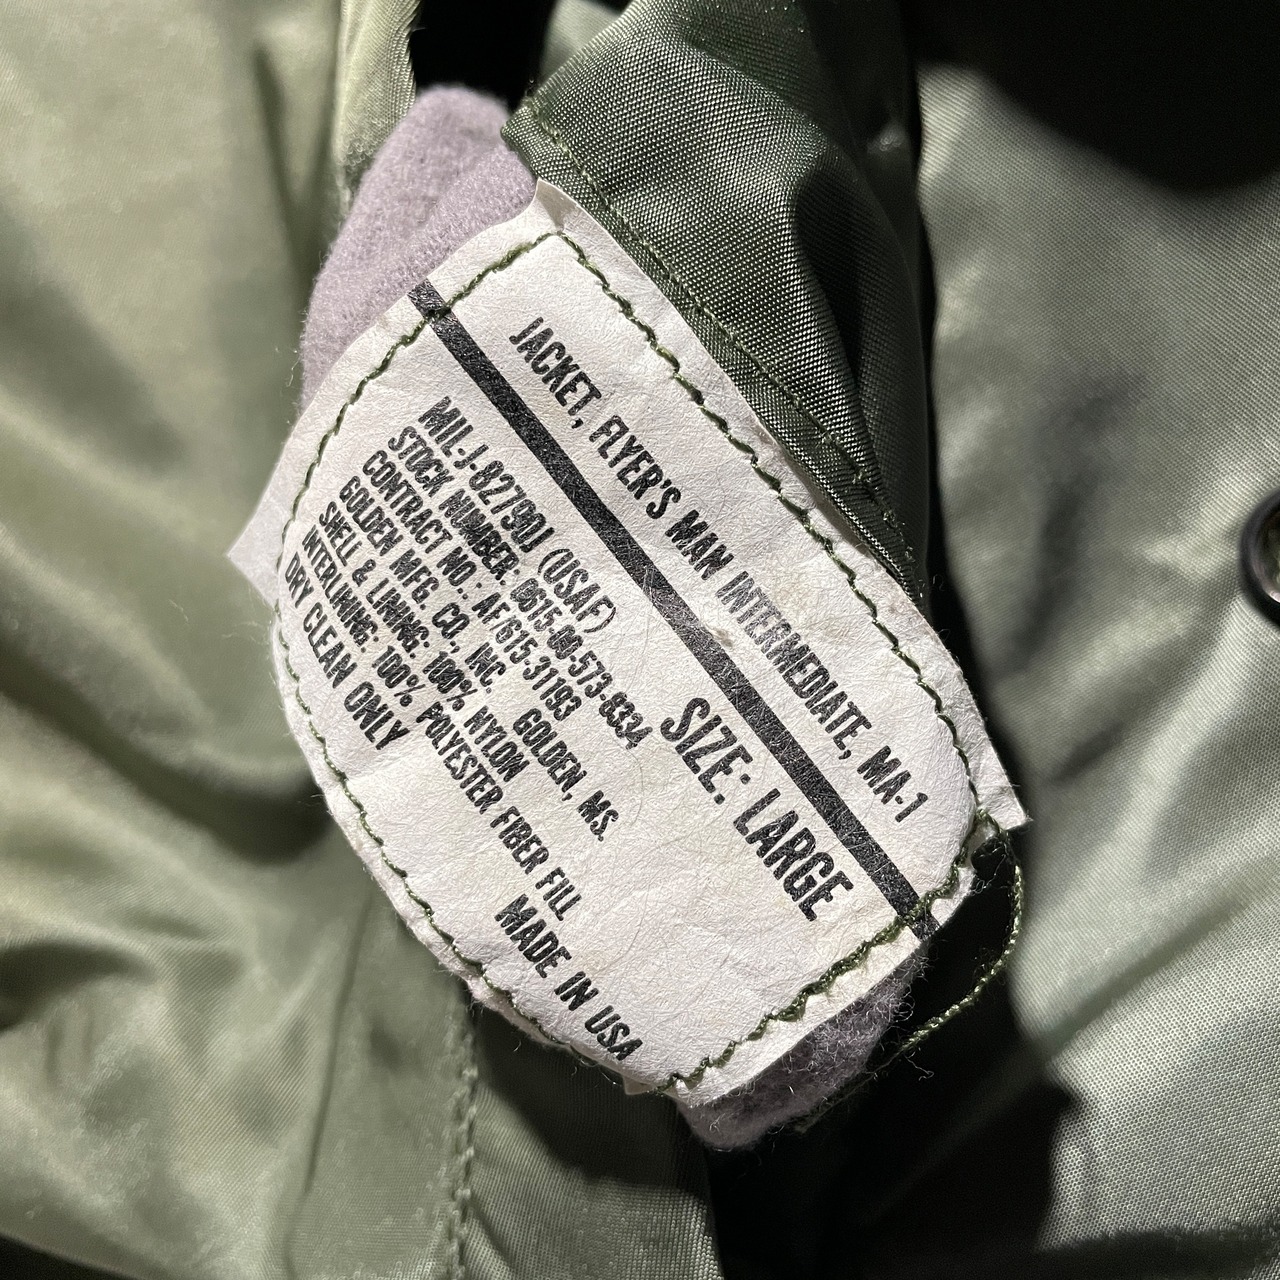 JACKET, FLYER'S MAN INTERMEDIATE, MA-1
SIZE: LARGE
MIL-J-82790J (USAF)
STOCK NUMBER: 0615-00-573-8334
CONTRACT NO.: AF 615-31193
GOLDEN MFG. CO., INC. GOLDEN, MS.
SHELL & LINING: 100% NYLON
INTERLINING: 100% POLYESTER FIBER FILL
DRY CLEAN ONLY
MADE IN USA